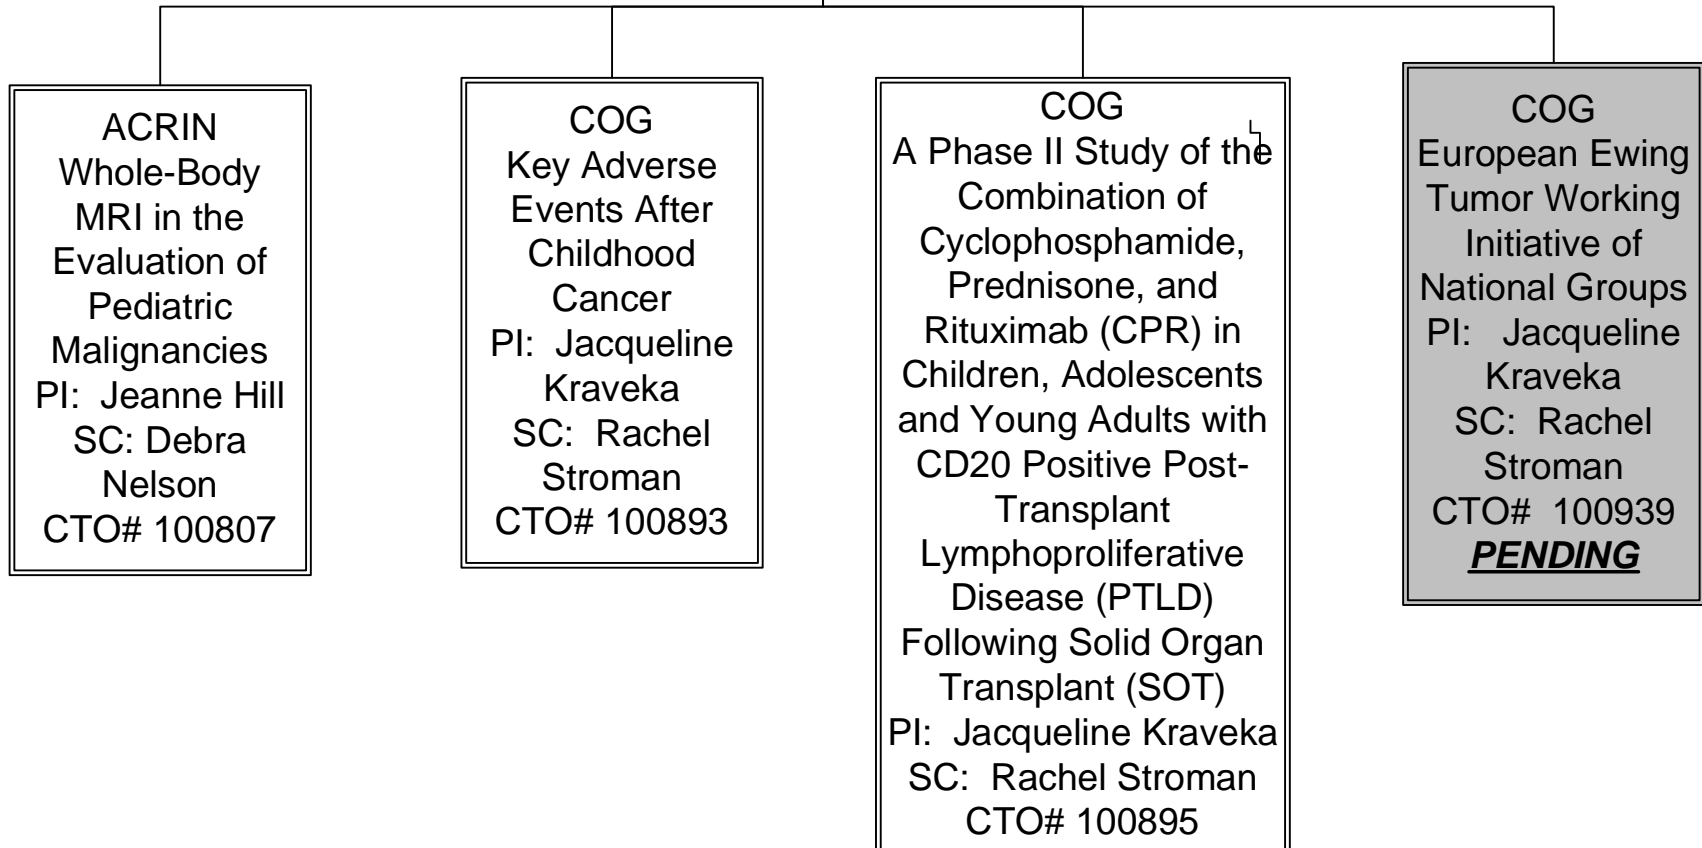 ACRIN
Whole-Body
MRI in the
Evaluation of
Pediatric
Malignancies
PI:  Jeanne Hill
SC: Debra
Nelson
CTO# 100807
COG
Key Adverse
Events After
Childhood
Cancer
PI:  Jacqueline
Kraveka
SC:  Rachel
Stroman
CTO# 100893
COG
A Phase II Study of the
Combination of
Cyclophosphamide,
Prednisone, and
Rituximab (CPR) in
Children, Adolescents
and Young Adults with
CD20 Positive Post-
Transplant
Lymphoproliferative
Disease (PTLD)
Following Solid Organ
Transplant (SOT)
PI:  Jacqueline Kraveka
SC:  Rachel Stroman
CTO# 100895
COG
European Ewing
Tumor Working
Initiative of
National Groups
PI:   Jacqueline
Kraveka
SC:  Rachel
Stroman
CTO#  100939
PENDING